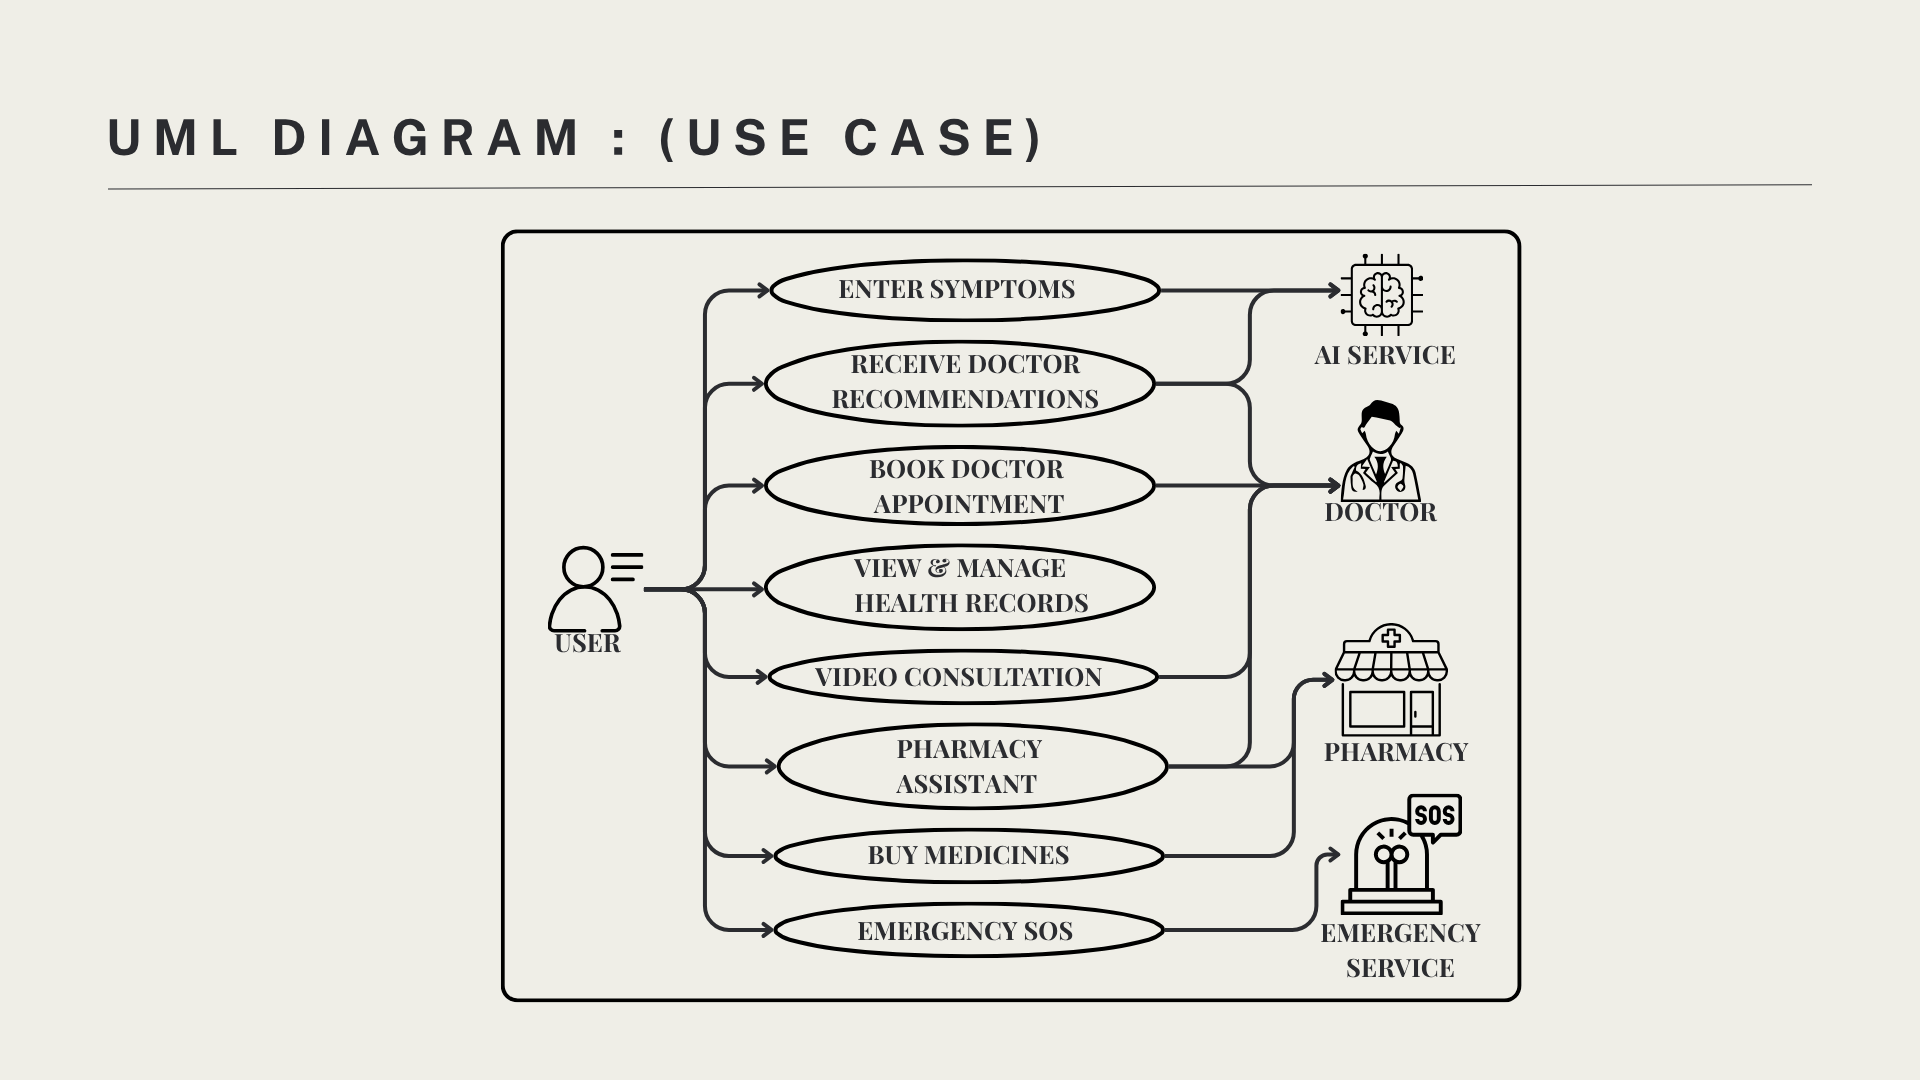 UML DIAGRAM : (USE CASE)
ENTER SYMPTOMS
RECEIVE DOCTOR
RECOMMENDATIONS
BOOK DOCTOR
APPOINTMENT
VIEW & MANAGE
HEALTH RECORDS
VIDEO CONSULTATION
PHARMACY
ASSISTANT
BUY MEDICINES
EMERGENCY SOS
USER
AI SERVICE
DOCTOR
PHARMACY
SOS
EMERGENCY
SERVICE